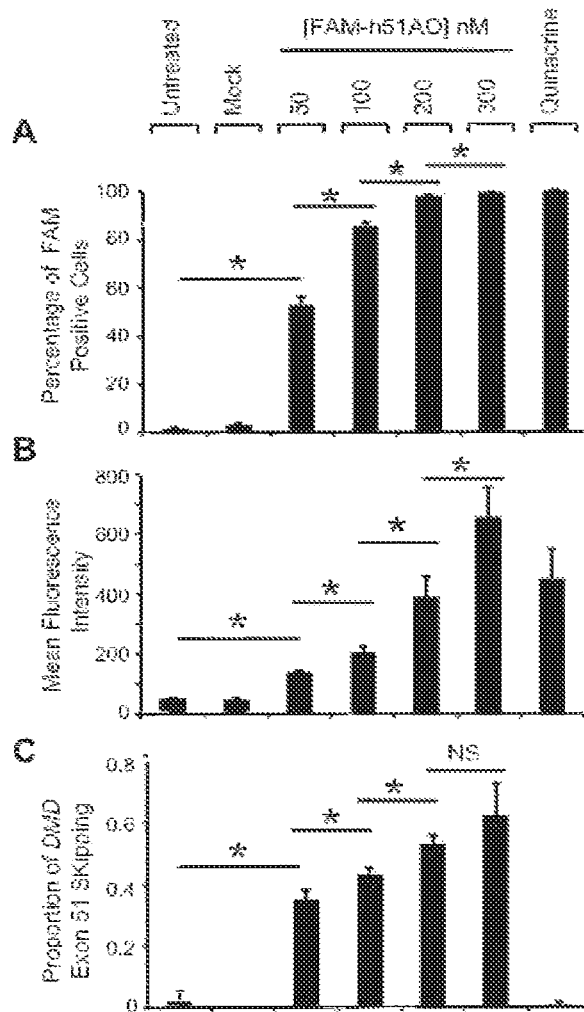 [FAM-h51AO] nM
Untreated
Mock
50
100
200
300
Quinacrine
A
Percentage of FAM
Positive Cells
100
80
60
40
20
0
*
*
*
*
B
Mean Fluorescence
Intensity
800
600
400
200
0
*
*
*
*
C
Proportion of DMD
Exon 51 SKipping
0.8
0.6
0.4
0.2
0
*
*
*
NS